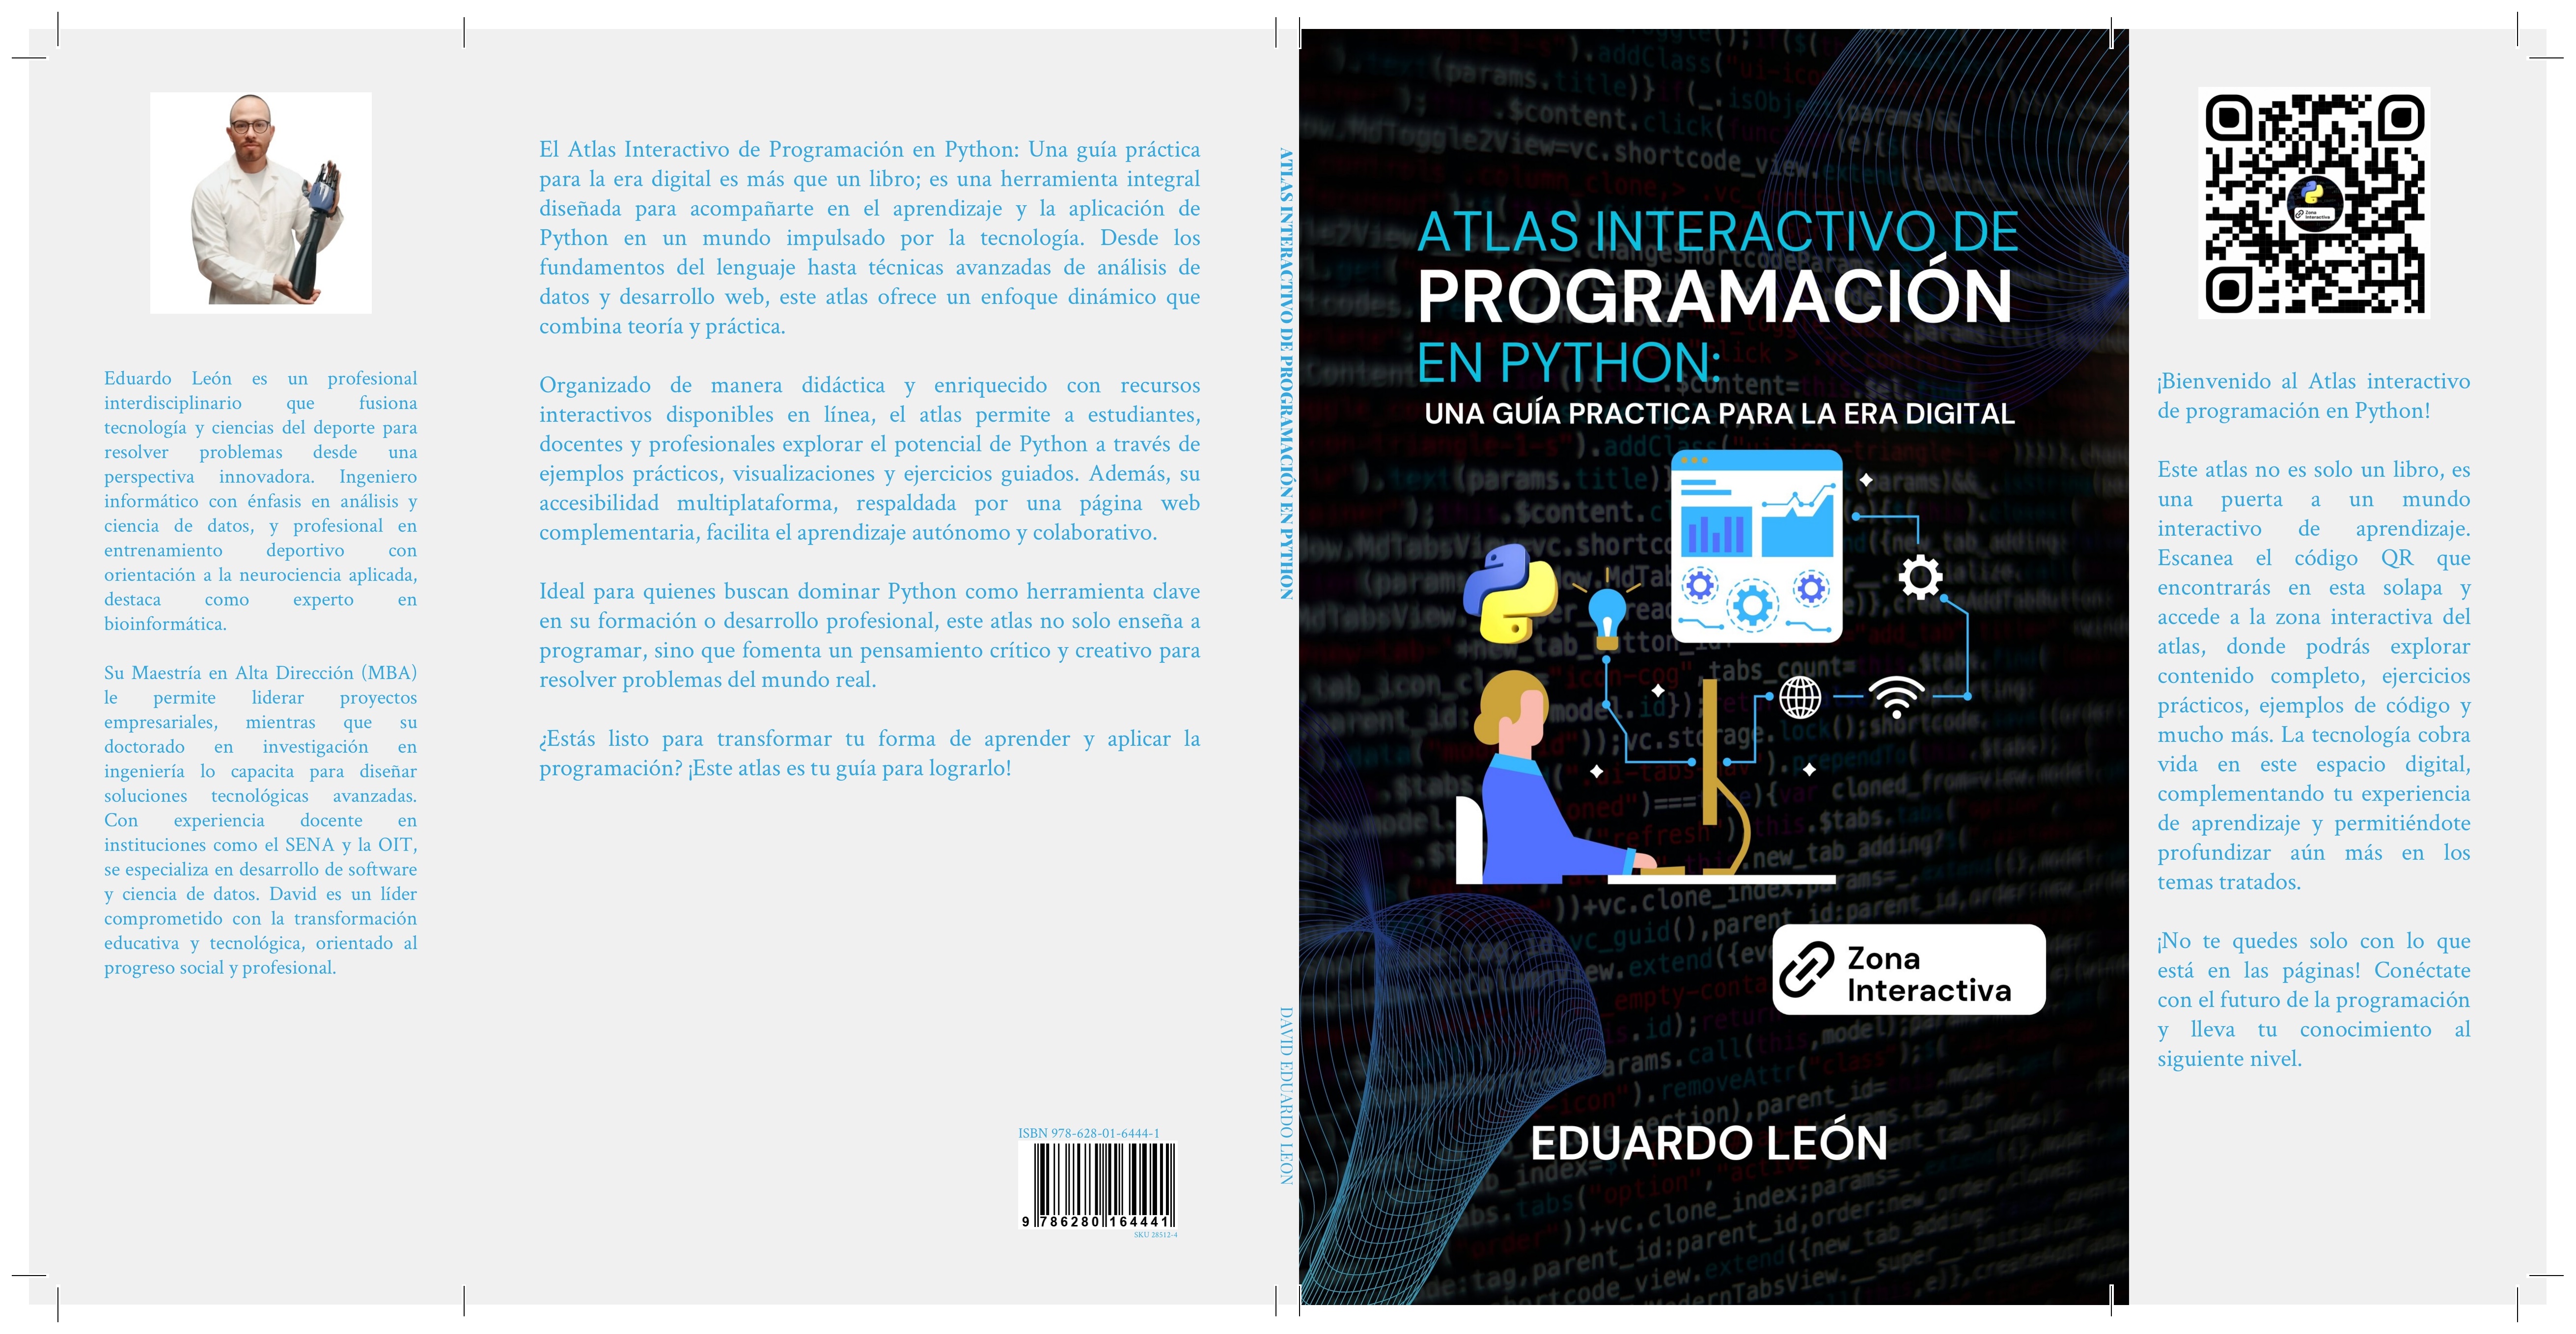 Eduardo León es un profesional
interdisciplinario que fusiona
tecnología y ciencias del deporte para
resolver problemas desde una
perspectiva innovadora. Ingeniero
informático con énfasis en análisis y
ciencia de datos, y profesional en
entrenamiento deportivo con
orientación a la neurociencia aplicada,
destaca como experto en
bioinformática.
Su Maestría en Alta Dirección (MBA)
le permite liderar proyectos
empresariales, mientras que su
doctorado en investigación en
ingeniería lo capacita para diseñar
soluciones tecnológicas avanzadas.
Con experiencia docente en
instituciones como el SENA y la OIT,
se especializa en desarrollo de software
y ciencia de datos. David es un líder
comprometido con la transformación
educativa y tecnológica, orientado al
progreso social y profesional.
El Atlas Interactivo de Programación en Python: Una guía práctica
para la era digital es más que un libro; es una herramienta integral
diseñada para acompañarte en el aprendizaje y la aplicación de
Python en un mundo impulsado por la tecnología. Desde los
fundamentos del lenguaje hasta técnicas avanzadas de análisis de
datos y desarrollo web, este atlas ofrece un enfoque dinámico que
combina teoría y práctica.
Organizado de manera didáctica y enriquecido con recursos
interactivos disponibles en línea, el atlas permite a estudiantes,
docentes y profesionales explorar el potencial de Python a través de
ejemplos prácticos, visualizaciones y ejercicios guiados. Además, su
accesibilidad multiplataforma, respaldada por una página web
complementaria, facilita el aprendizaje autónomo y colaborativo.
Ideal para quienes buscan dominar Python como herramienta clave
en su formación o desarrollo profesional, este atlas no solo enseña a
programar, sino que fomenta un pensamiento crítico y creativo para
resolver problemas del mundo real.
¿Estás listo para transformar tu forma de aprender y aplicar la
programación? ¡Este atlas es tu guía para lograrlo!
ISBN 978-628-01-6444-1
9 786280 164441
SKU 28512-4
ATLAS INTERACTIVO DE PROGRAMACIÓN EN PYTHON
DAVID EDUARDO LEÓN
ATLAS INTERACTIVO DE
PROGRAMACIÓN
EN PYTHON:
UNA GUÍA PRACTICA PARA LA ERA DIGITAL
Zona
Interactiva
EDUARDO LEÓN
Zona
Interactiva
¡Bienvenido al Atlas interactivo
de programación en Python!
Este atlas no es solo un libro, es
una puerta a un mundo
interactivo de aprendizaje.
Escanea el código QR que
encontrarás en esta solapa y
accede a la zona interactiva del
atlas, donde podrás explorar
contenido completo, ejercicios
prácticos, ejemplos de código y
mucho más. La tecnología cobra
vida en este espacio digital,
complementando tu experiencia
de aprendizaje y permitiéndote
profundizar aún más en los
temas tratados.
¡No te quedes solo con lo que
está en las páginas! Conéctate
con el futuro de la programación
y lleva tu conocimiento al
siguiente nivel.